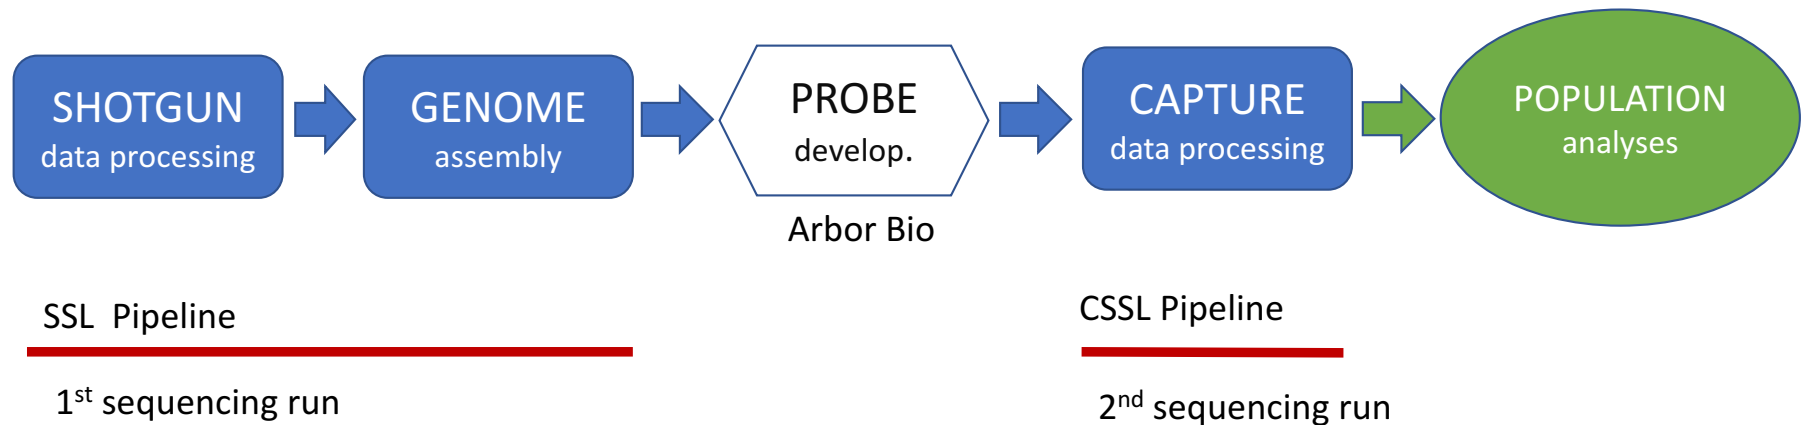 SHOTGUN
data processing
GENOME
assembly
PROBE
develop.
Arbor Bio
CAPTURE
data processing
POPULATION
analyses
SSL Pipeline
1st sequencing run
CSSL Pipeline
2nd sequencing run